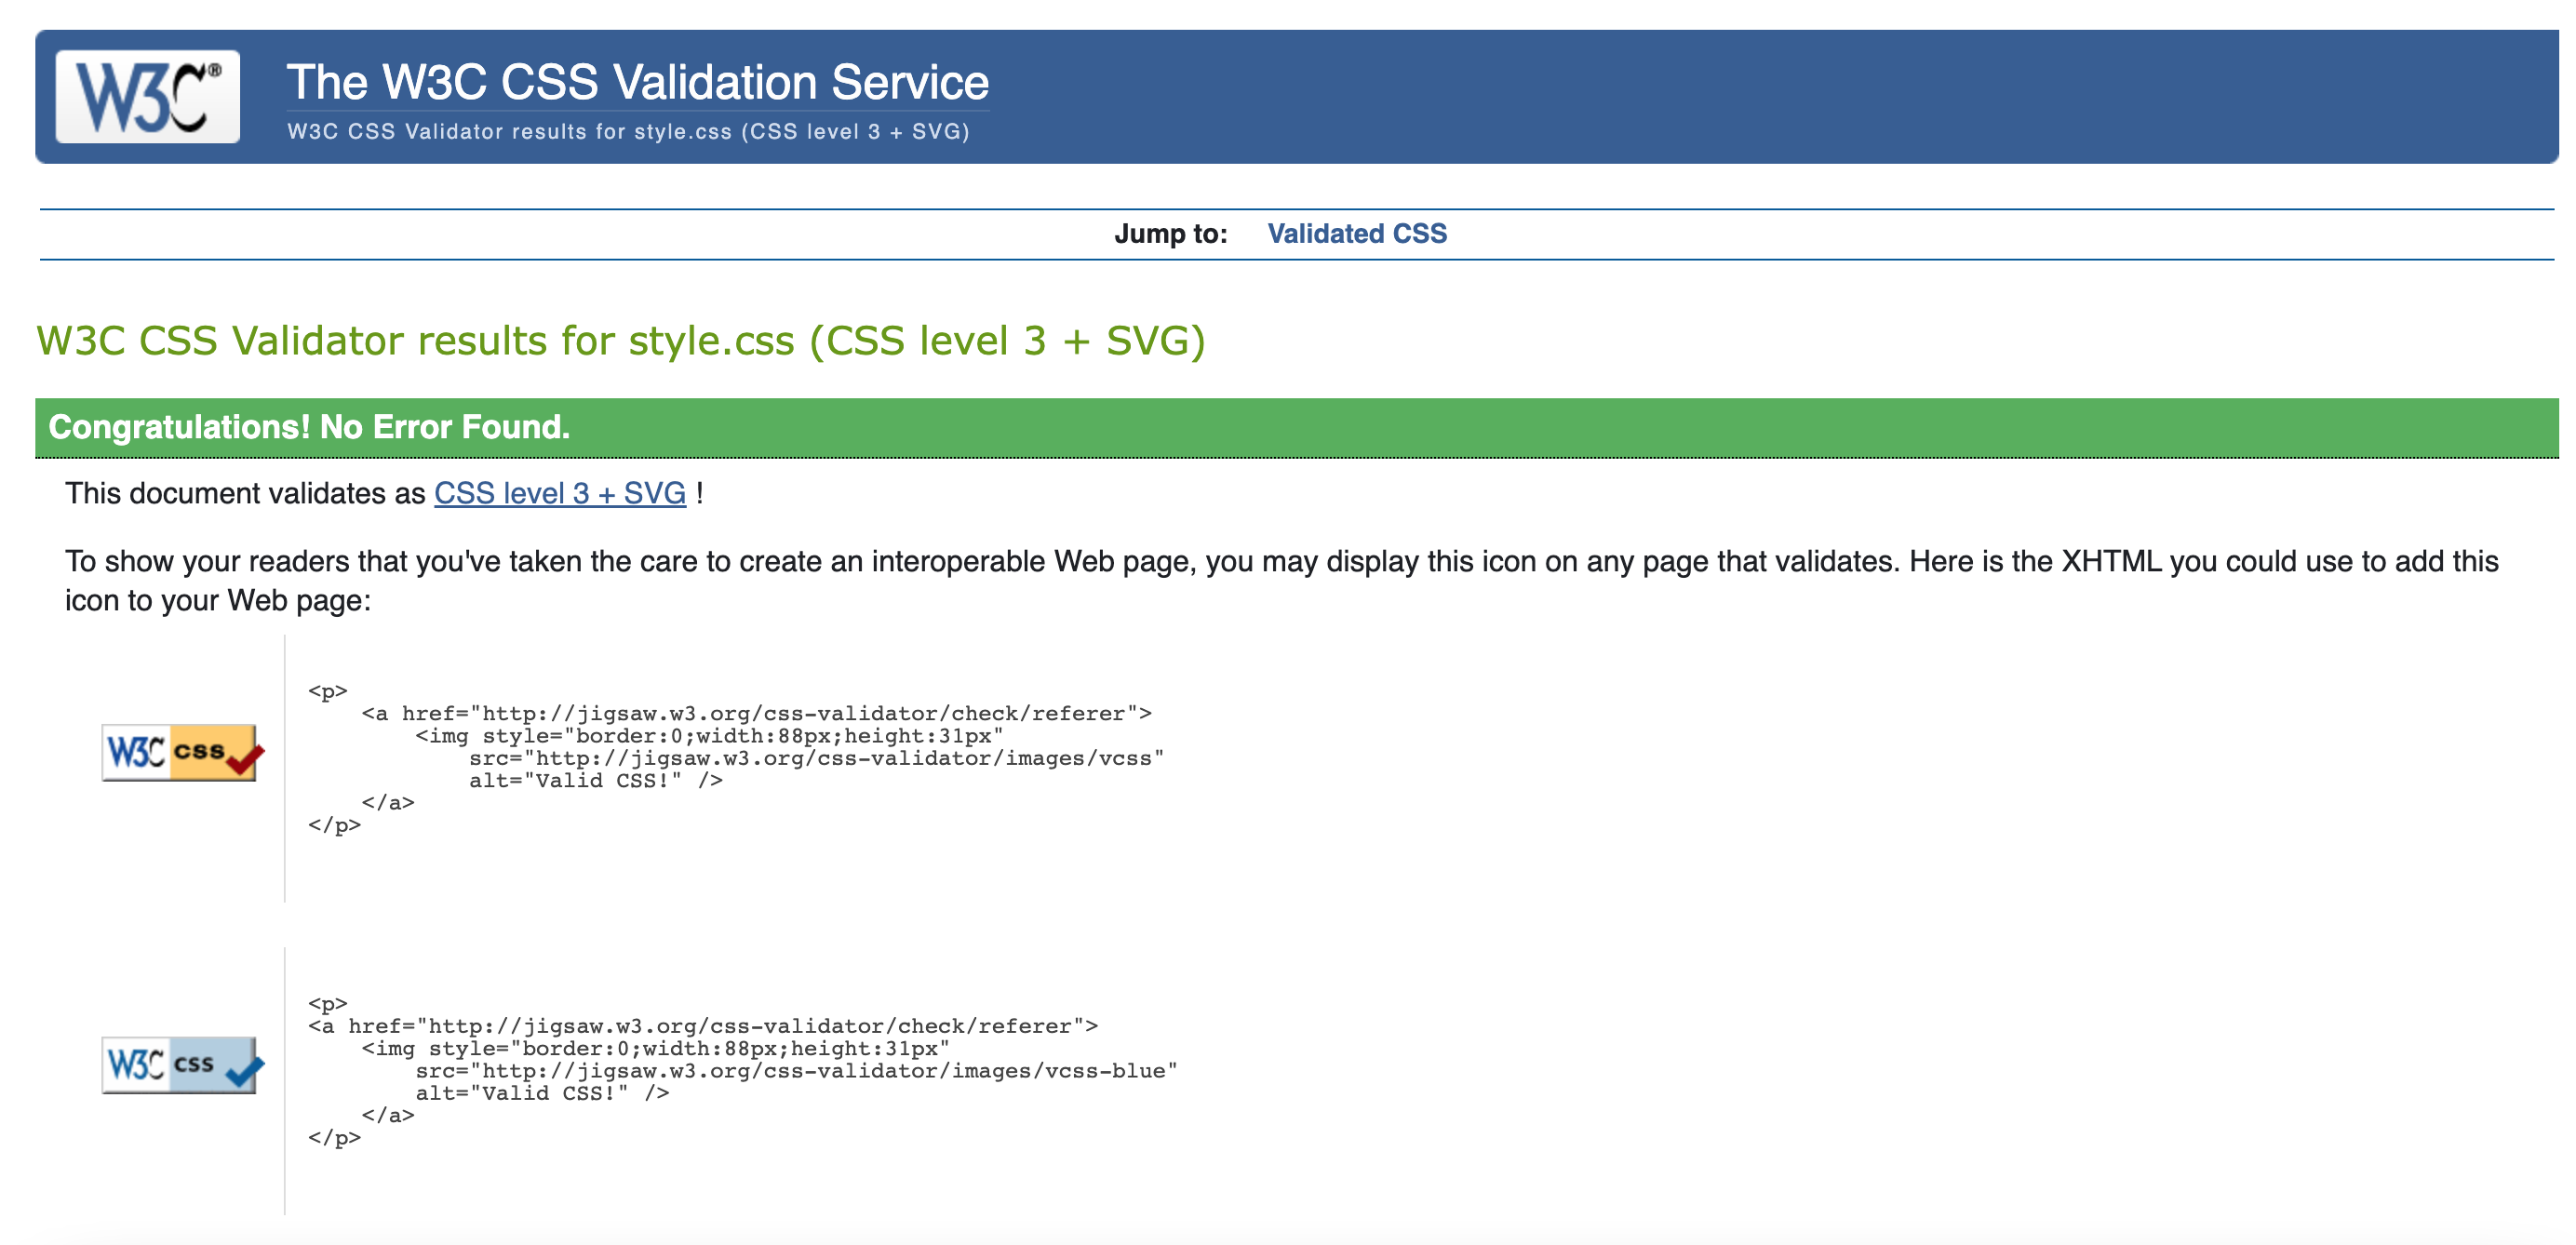 W3C®
The W3C CSS Validation Service
W3C CSS Validator results for style.css (CSS level 3 + SVG)
Jump to: Validated CSS
W3C CSS Validator results for style.css (CSS level 3 + SVG)
Congratulations! No Error Found.
This document validates as CSS level 3 + SVG !
To show your readers that you've taken the care to create an interoperable Web page, you may display this icon on any page that validates. Here is the XHTML you could use to add this
icon to your Web page:
W3C css
<p>
    <a href="http://jigsaw.w3.org/css-validator/check/referer">
        <img style="border:0;width:88px;height:31px"
            src="http://jigsaw.w3.org/css-validator/images/vcss"
            alt="Valid CSS!" />
    </a>
</p>
W3C css
<p>
<a href="http://jigsaw.w3.org/css-validator/check/referer">
    <img style="border:0;width:88px;height:31px"
        src="http://jigsaw.w3.org/css-validator/images/vcss-blue"
        alt="Valid CSS!" />
    </a>
</p>